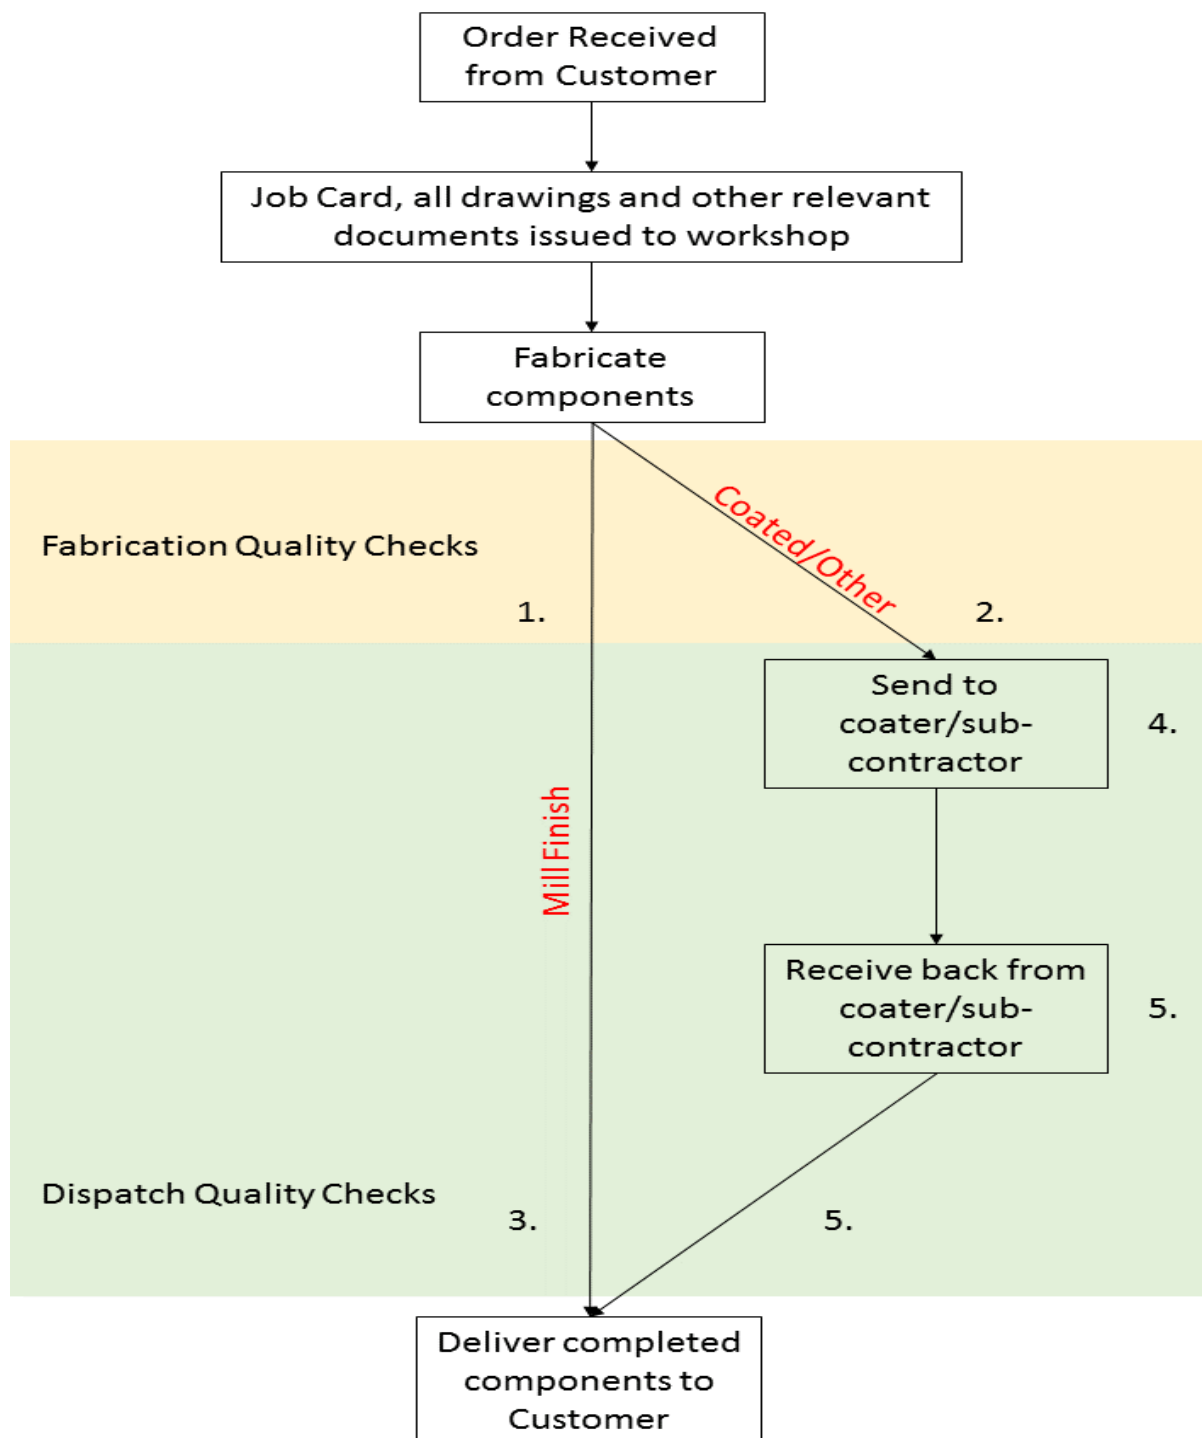 Order Received
from Customer
Job Card, all drawings and other relevant
documents issued to workshop
Fabricate
components
Coated/Other
Fabrication Quality Checks
1.
2.
Send to
coater/sub-
contractor
4.
Mill Finish
Receive back from
coater/sub-
contractor
5.
Dispatch Quality Checks
3.
5.
Deliver completed
components to
Customer